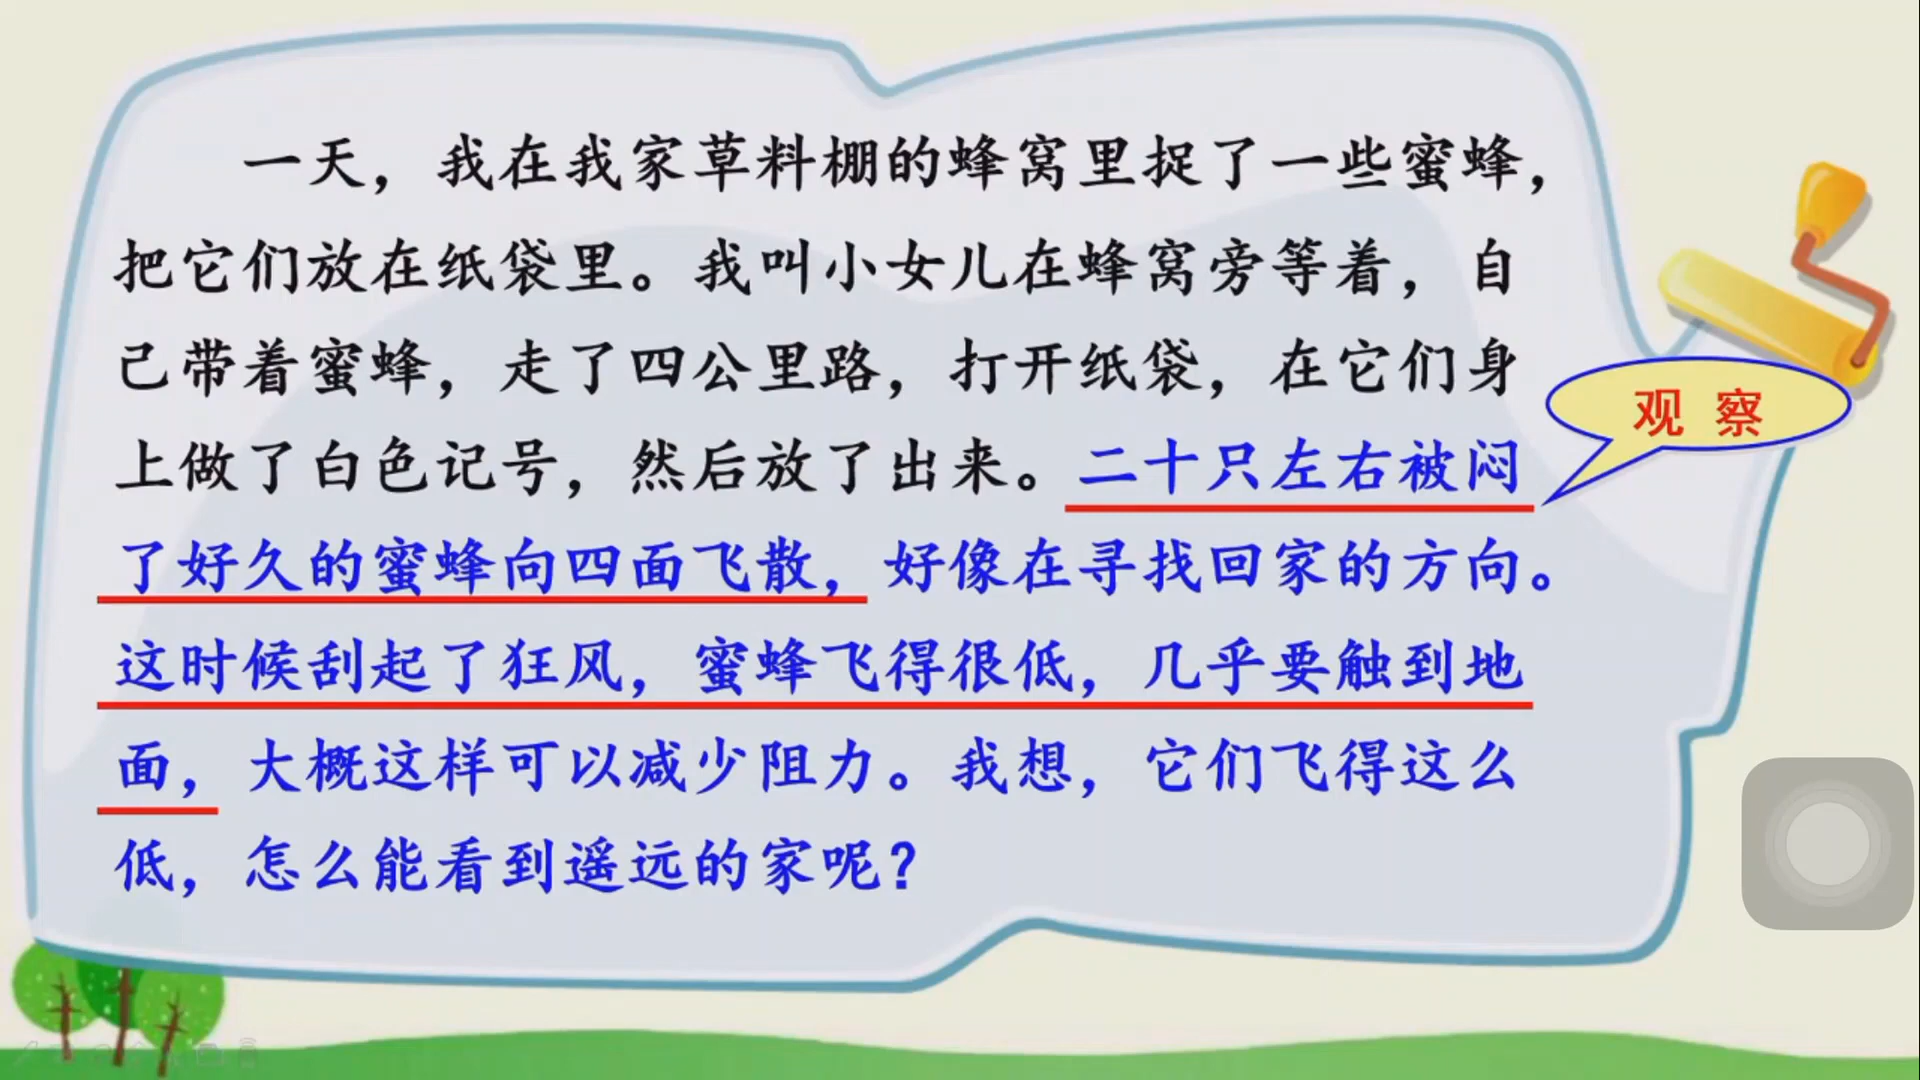 一天，我在我家草料棚的蜂窝里捉了一些蜜蜂，
把它们放在纸袋里。我叫小女儿在蜂窝旁等着，自
己带着蜜蜂，走了四公里路，打开纸袋，在它们身
观 察
上做了白色记号，然后放了出来。二十只左右被闷
了好久的蜜蜂向四面飞散，好像在寻找回家的方向。
这时候刮起了狂风，蜜蜂飞得很低，几乎要触到地
面，大概这样可以减少阻力。我想，它们飞得这么
低，怎么能看到遥远的家呢？